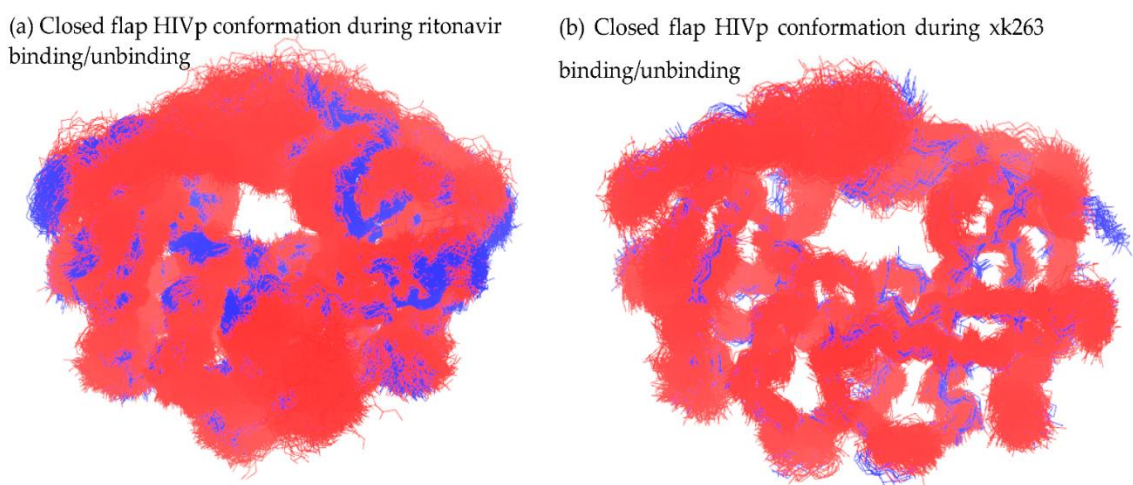 (a) Closed flap HIVp conformation during ritonavir
binding/unbinding
(b) Closed flap HIVp conformation during xk263
binding/unbinding